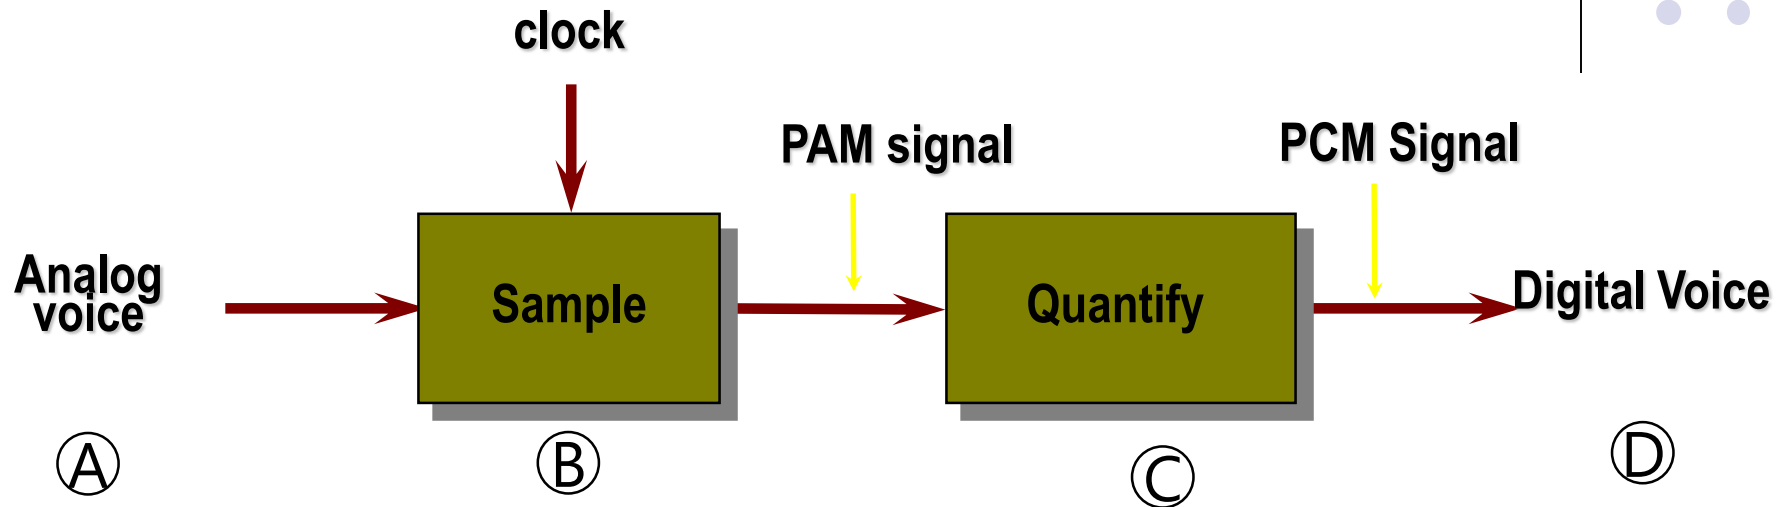 clock
PAM signal
PCM Signal
Analog
voice
Sample
Quantify
Digital Voice
Ⓐ
Ⓑ
Ⓒ
Ⓓ